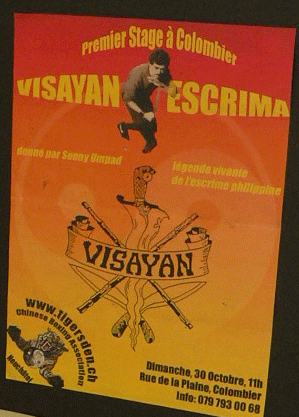 Premier Stage à Colombier
VISAYAN ESCRIMA
donné par Sonny Umpad
légende vivante
de l'escrime philippine
VISAYAN
www.tigersden.ch
Chinese Boxing Association
Neuchâtel
Dimanche, 30 Octobre, 11h
Rue de la Plaine, Colombier
Info: 079 793 00 68